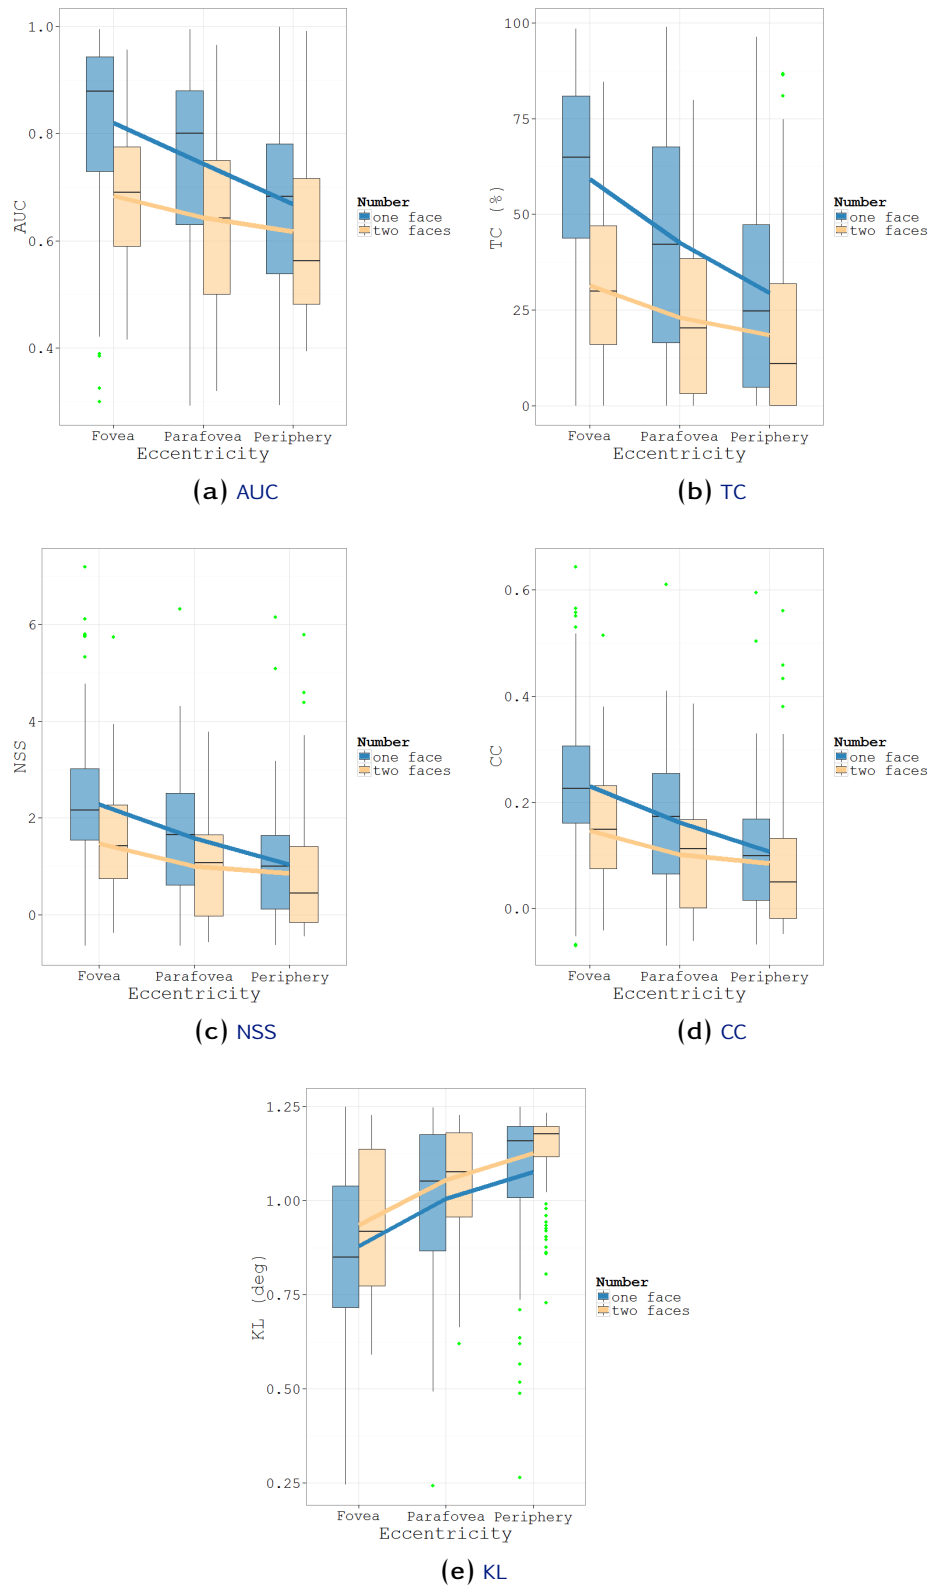 1.0
0.8
0.6
0.4
AUC
Fovea Parafovea Periphery
Eccentricity
Number
one face
two faces
(a) AUC
100
75
50
25
0
TC (%)
Fovea Parafovea Periphery
Eccentricity
Number
one face
two faces
(b) TC
6
4
2
0
NSS
Fovea Parafovea Periphery
Eccentricity
Number
one face
two faces
(c) NSS
0.6
0.4
0.2
0.0
CC
Fovea Parafovea Periphery
Eccentricity
Number
one face
two faces
(d) CC
1.25
1.00
0.75
0.50
0.25
KL (deg)
Fovea Parafovea Periphery
Eccentricity
Number
one face
two faces
(e) KL